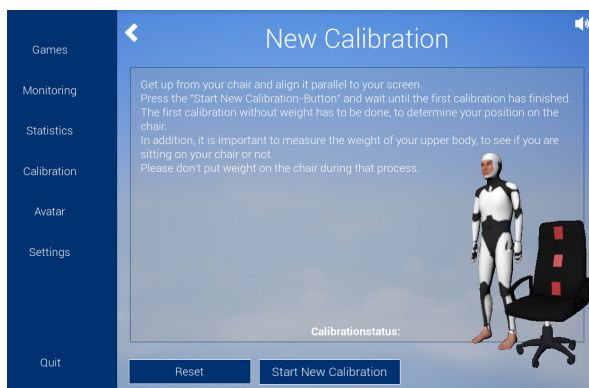 Games
Monitoring
Statistics
Calibration
Avatar
Settings
Quit
New Calibration
Get up from your chair and align it parallel to your screen.
Press the "Start New Calibration-Button" and wait until the first calibration has finished.
The first calibration without weight has to be done, to determine your position on the
chair.
In addition, it is important to measure the weight of your upper body, to see if you are
sitting on your chair or not.
Please don't put weight on the chair during that process.
Calibrationstatus:
Reset
Start New Calibration